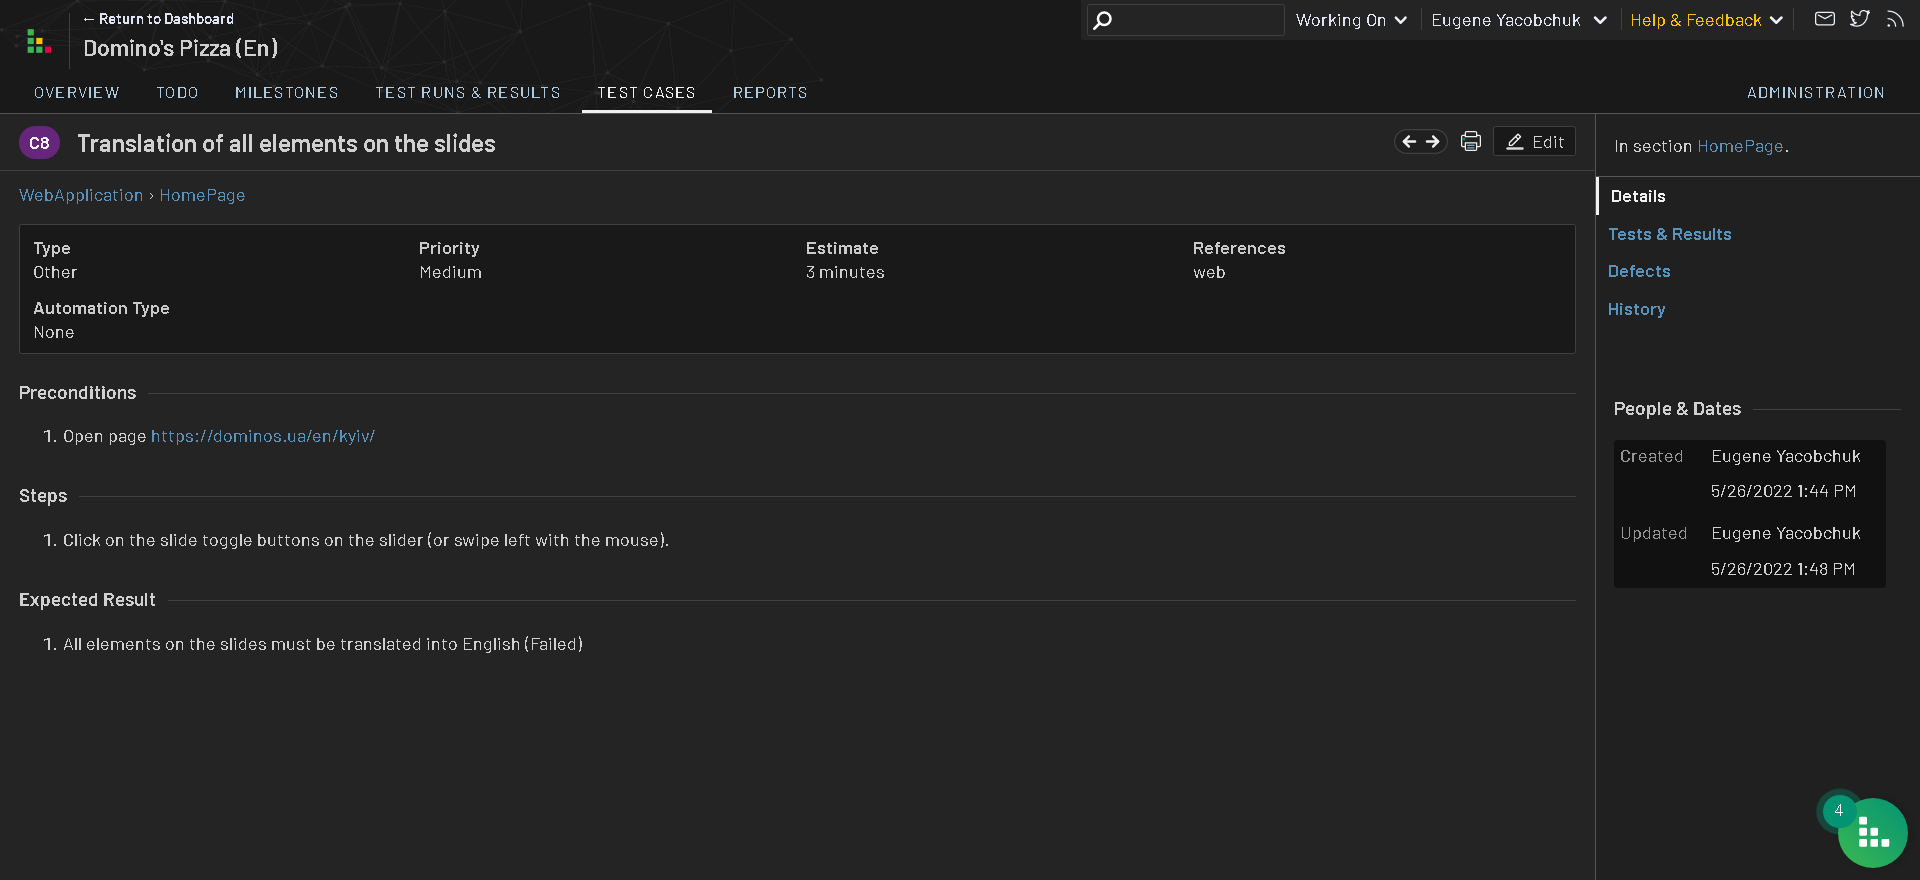 ← Return to Dashboard
Domino's Pizza (En)
Working On
Eugene Yacobchuk
Help & Feedback
OVERVIEW TODO MILESTONES TEST RUNS & RESULTS TEST CASES REPORTS ADMINISTRATION
C8 Translation of all elements on the slides
Edit
In section HomePage.
WebApplication › HomePage
Type Priority Estimate References
Other Medium 3 minutes web
Automation Type
None
Preconditions
1. Open page https://dominos.ua/en/kyiv/
Steps
1. Click on the slide toggle buttons on the slider (or swipe left with the mouse).
Expected Result
1. All elements on the slides must be translated into English (Failed)
Details
Tests & Results
Defects
History
People & Dates
Created Eugene Yacobchuk
5/26/2022 1:44 PM
Updated Eugene Yacobchuk
5/26/2022 1:48 PM
4